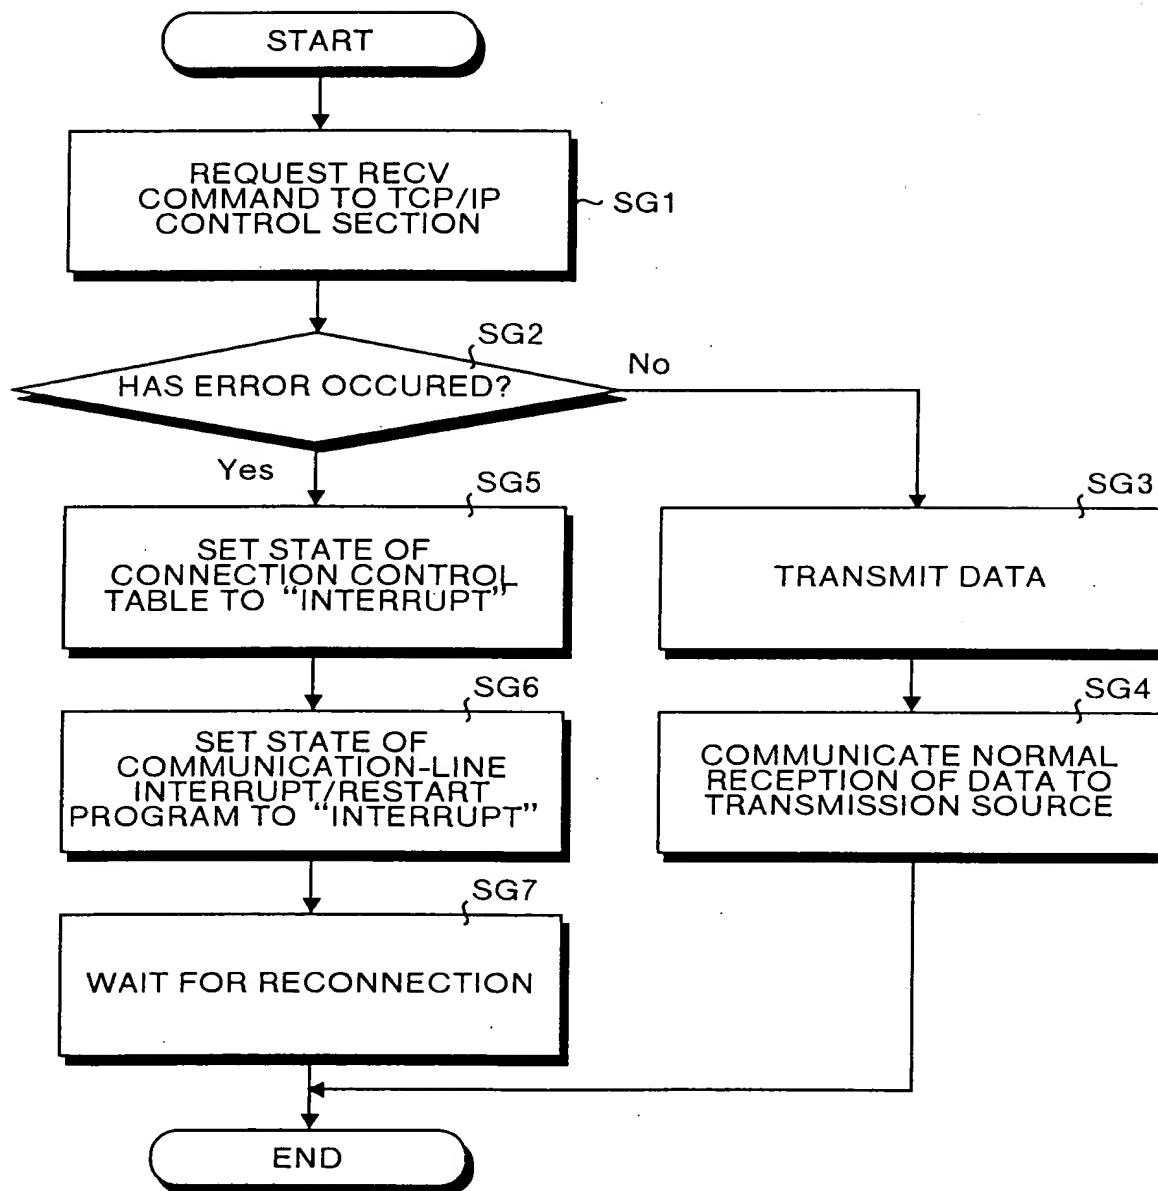 START
REQUEST RECV
COMMAND TO TCP/IP
CONTROL SECTION
SG1
SG2
HAS ERROR OCCURED?
No
Yes
SG5
SET STATE OF
CONNECTION CONTROL
TABLE TO “INTERRUPT”
SG3
TRANSMIT DATA
SG6
SET STATE OF
COMMUNICATION-LINE
INTERRUPT/RESTART
PROGRAM TO “INTERRUPT”
SG4
COMMUNICATE NORMAL
RECEPTION OF DATA TO
TRANSMISSION SOURCE
SG7
WAIT FOR RECONNECTION
END